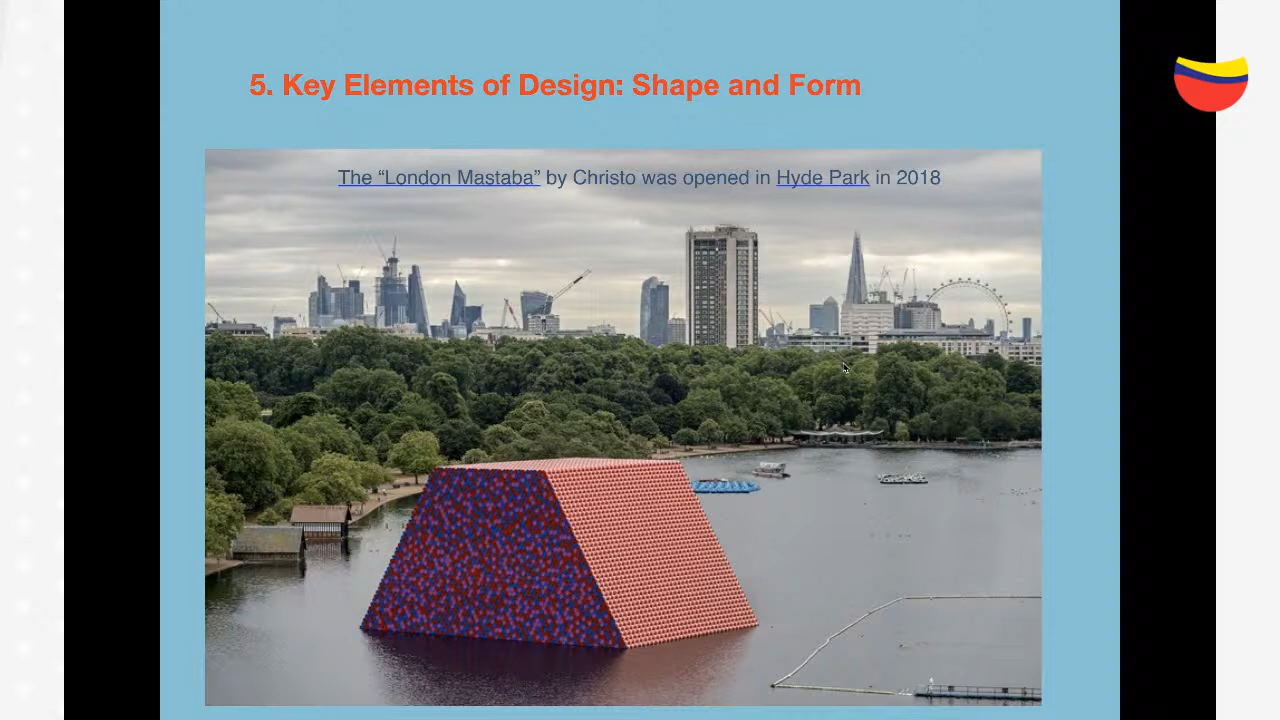 5. Key Elements of Design: Shape and Form
The “London Mastaba” by Christo was opened in Hyde Park in 2018